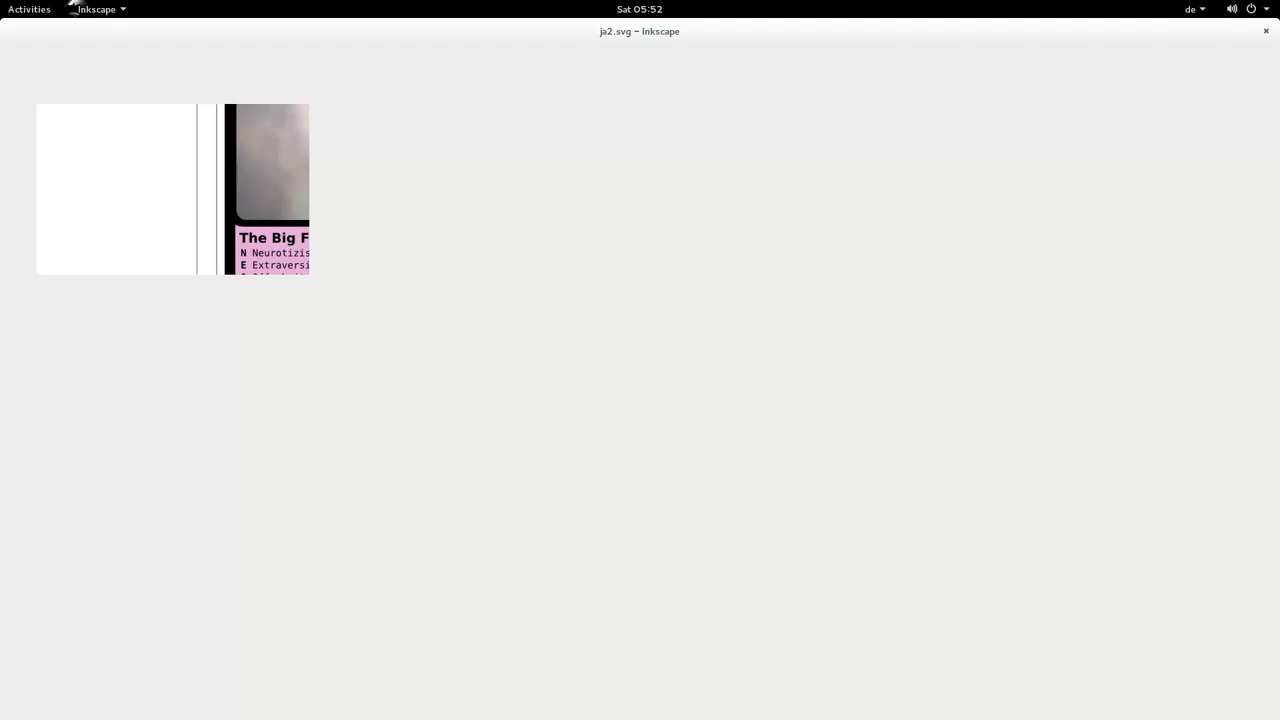 Activities Inkscape Sat 05:52 de
ja2.svg – Inkscape
The Big F
N Neurotizis
E Extraversi